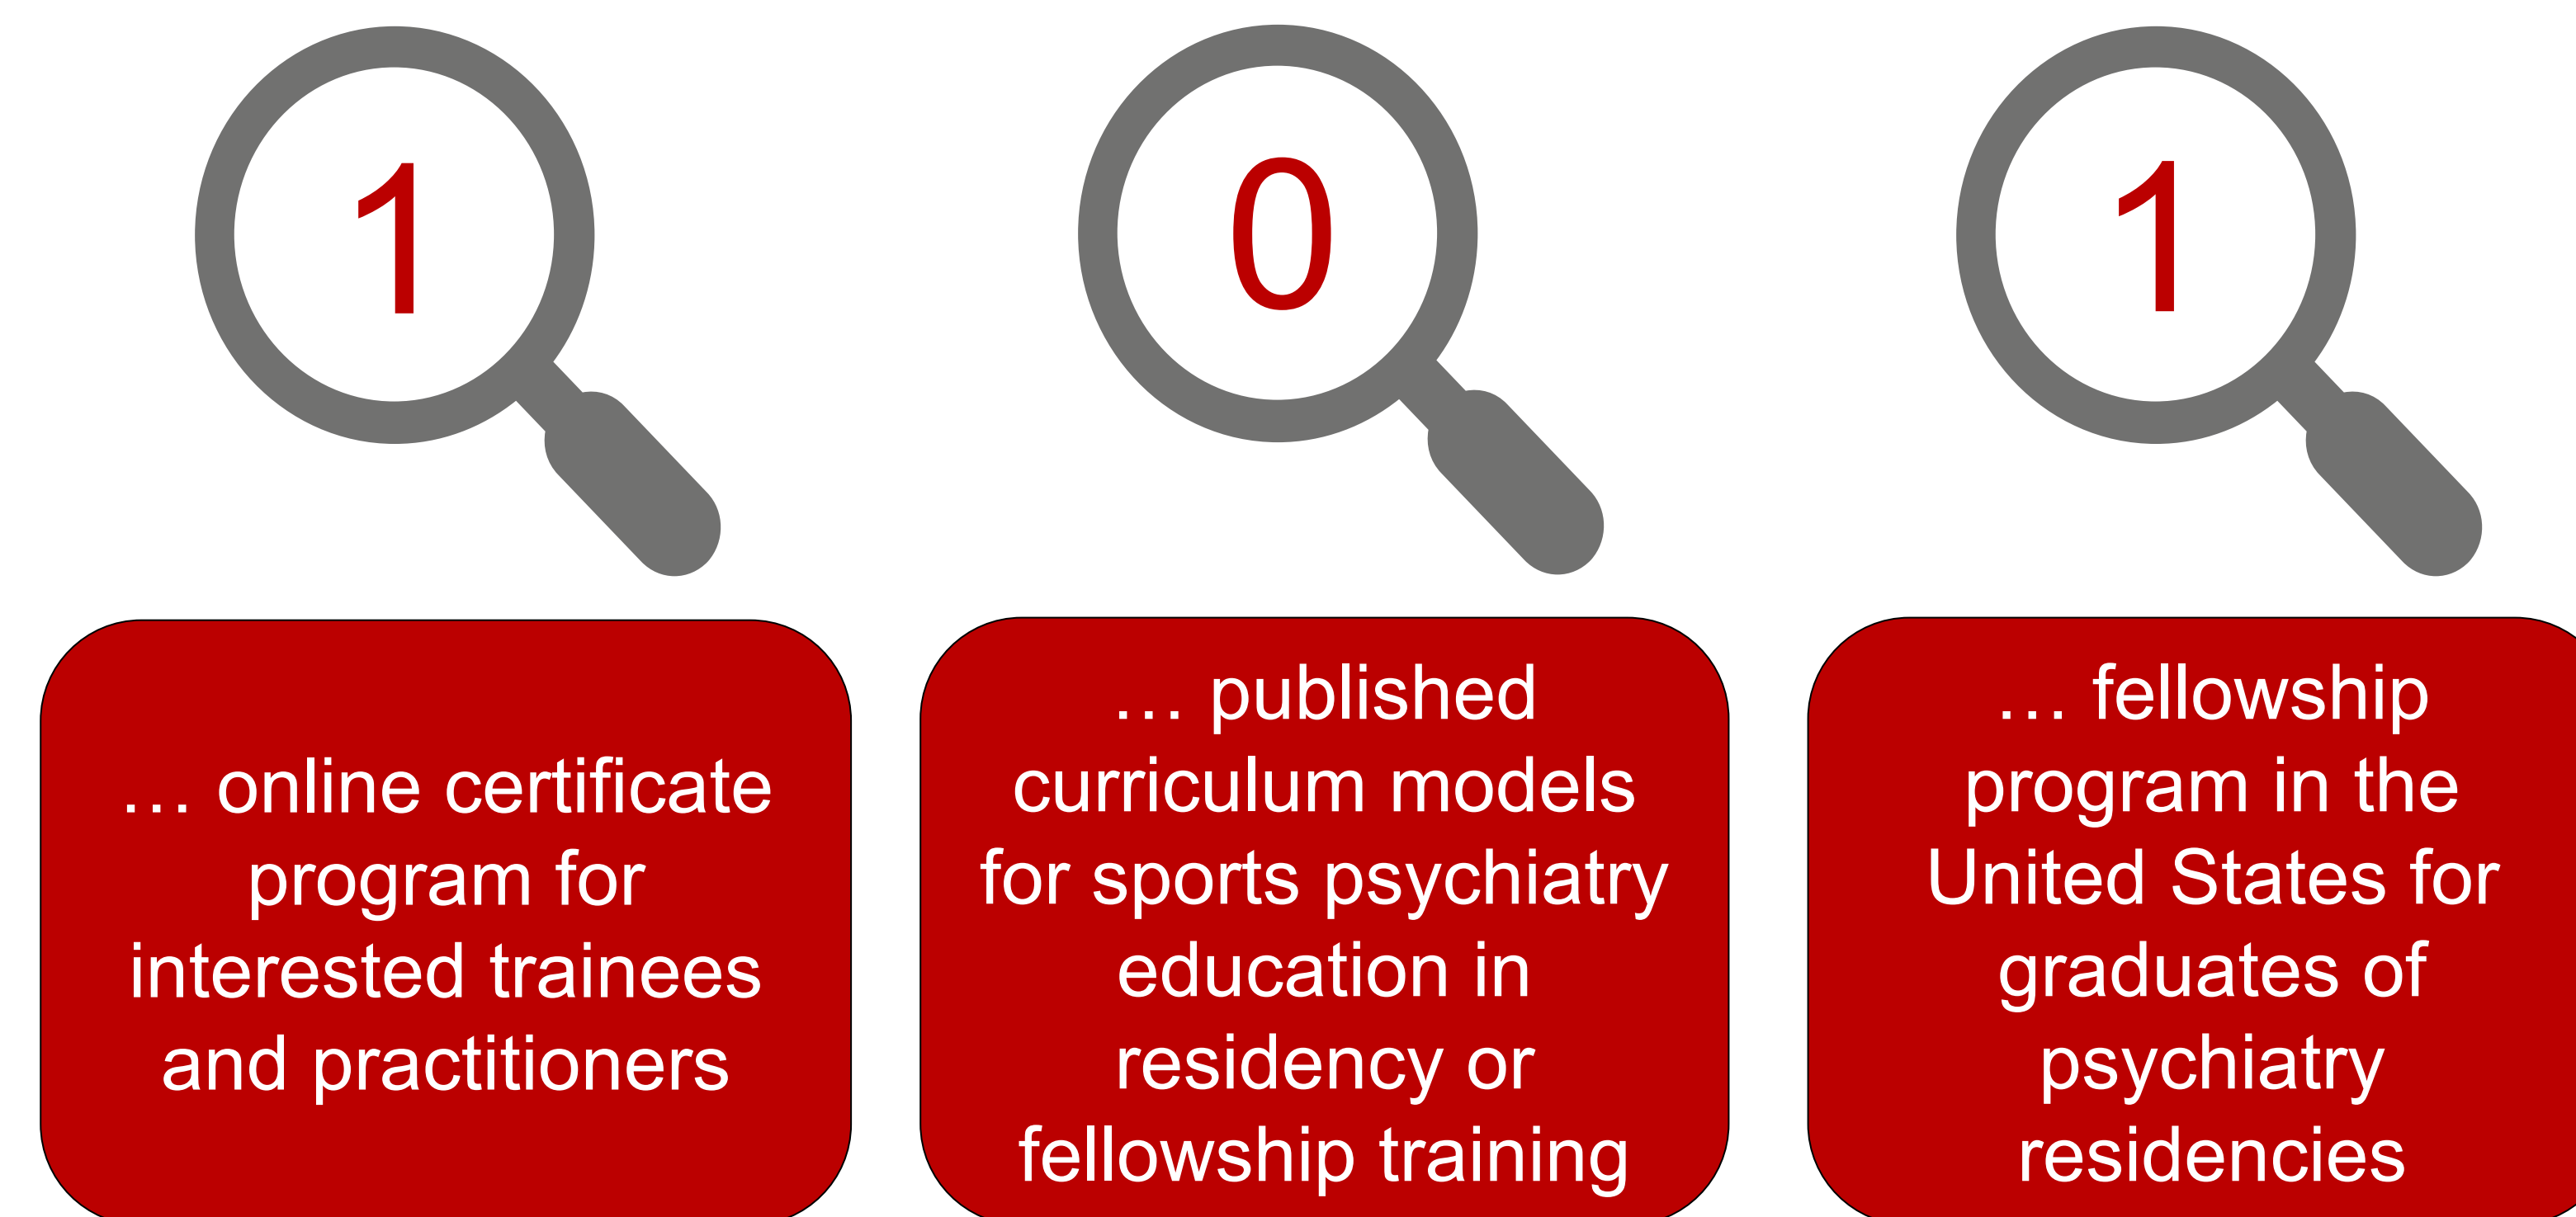 1
… online certificate
program for
interested trainees
and practitioners
0
… published
curriculum models
for sports psychiatry
education in
residency or
fellowship training
1
… fellowship
program in the
United States for
graduates of
psychiatry
residencies